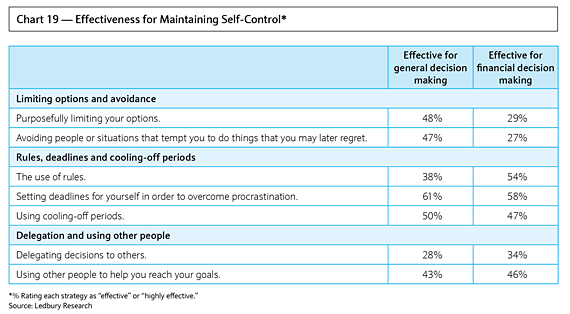 Chart 19 — Effectiveness for Maintaining Self-Control*
Effective for general decision making
Effective for financial decision making
Limiting options and avoidance
Purposefully limiting your options. 48% 29%
Avoiding people or situations that tempt you to do things that you may later regret. 47% 27%
Rules, deadlines and cooling-off periods
The use of rules. 38% 54%
Setting deadlines for yourself in order to overcome procrastination. 61% 58%
Using cooling-off periods. 50% 47%
Delegation and using other people
Delegating decisions to others. 28% 34%
Using other people to help you reach your goals. 43% 46%
*% Rating each strategy as “effective” or “highly effective.”
Source: Ledbury Research